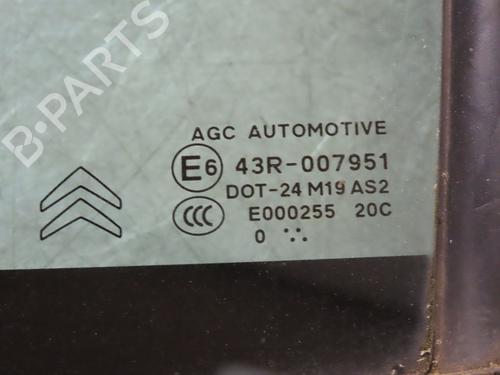 B-PARTS
AGC AUTOMOTIVE
E6 43R-007951
DOT-24 M19 AS2
CCC E000255 20C
0